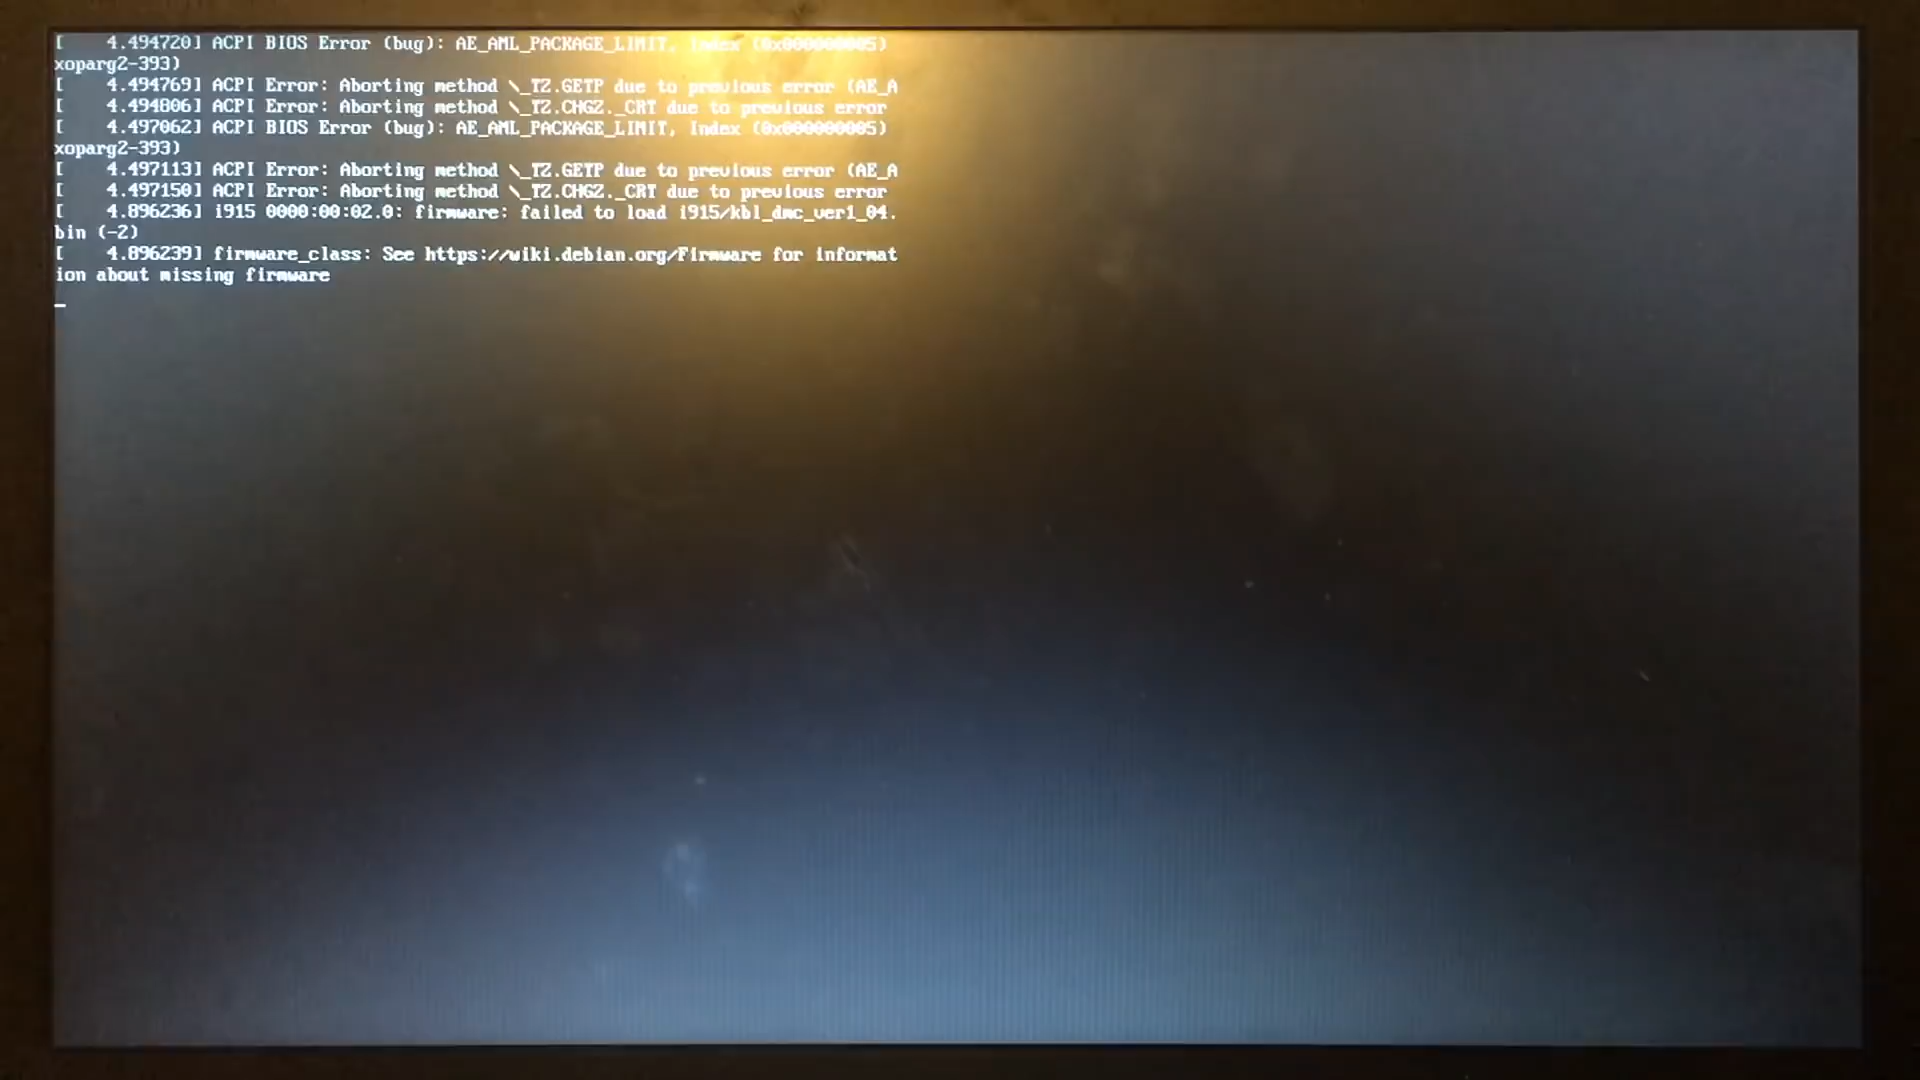 [    4.494720] ACPI BIOS Error (bug): AE_AML_PACKAGE_LIMIT, Index (0x000000005)
xoparg2-393)
[    4.494769] ACPI Error: Aborting method \_TZ.GETP due to previous error (AE_A
[    4.494806] ACPI Error: Aborting method \_TZ.CHGZ._CRT due to previous error
[    4.497062] ACPI BIOS Error (bug): AE_AML_PACKAGE_LIMIT, Index (0x000000005)
xoparg2-393)
[    4.497113] ACPI Error: Aborting method \_TZ.GETP due to previous error (AE_A
[    4.497150] ACPI Error: Aborting method \_TZ.CHGZ._CRT due to previous error
[    4.896236] i915 0000:00:02.0: firmware: failed to load i915/kbl_dmc_ver1_04.
bin (-2)
[    4.896239] firmware_class: See https://wiki.debian.org/Firmware for informat
ion about missing firmware